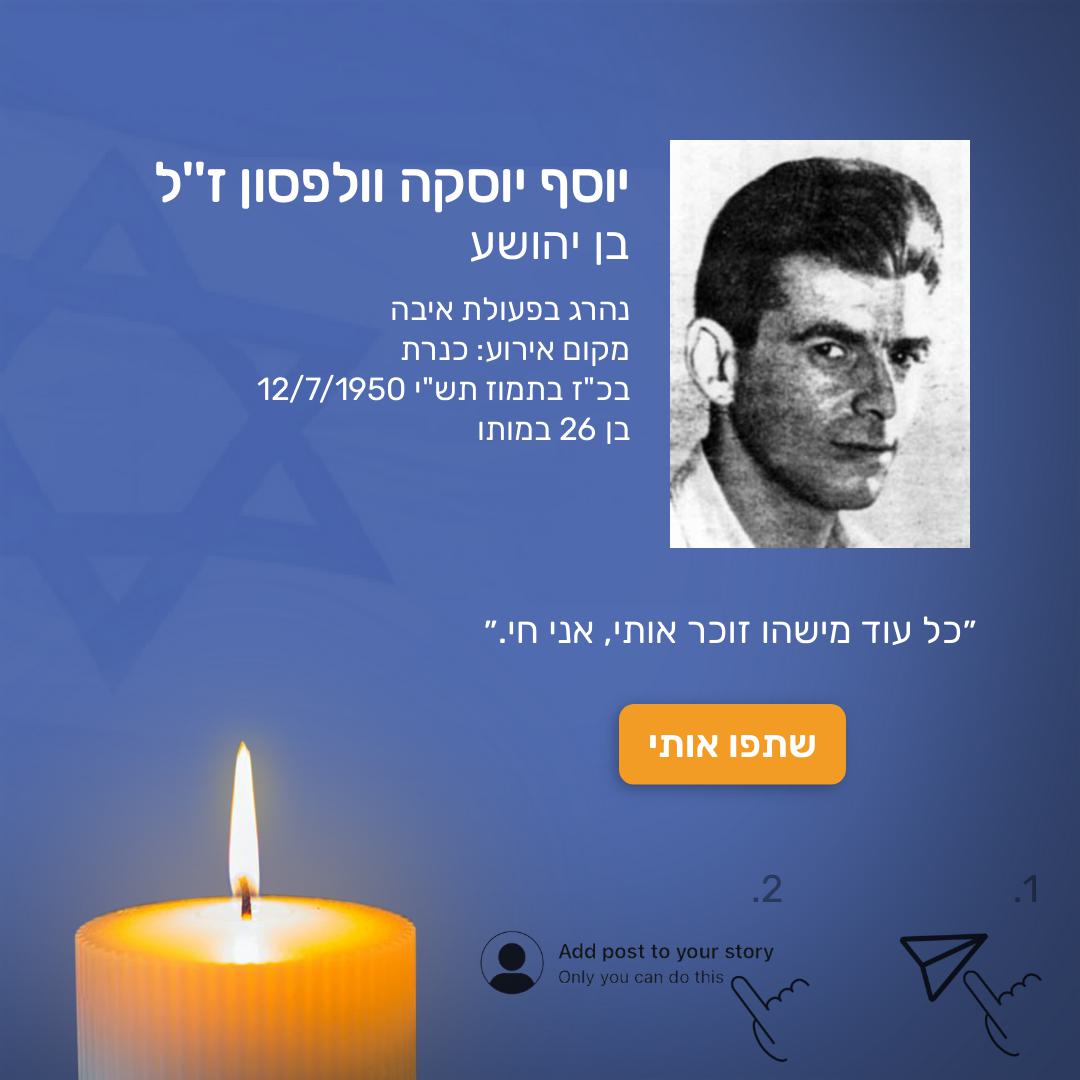 יוסף יוסקה וולפסון ז"ל
בן יהושע
נהרג בפעולת איבה
מקום אירוע: כנרת
בכ"ז בתמוז תש"י 12/7/1950
בן 26 במותו
״כל עוד מישהו זוכר אותי, אני חי.״
שתפו אותי
.1
.2
Add post to your story
Only you can do this